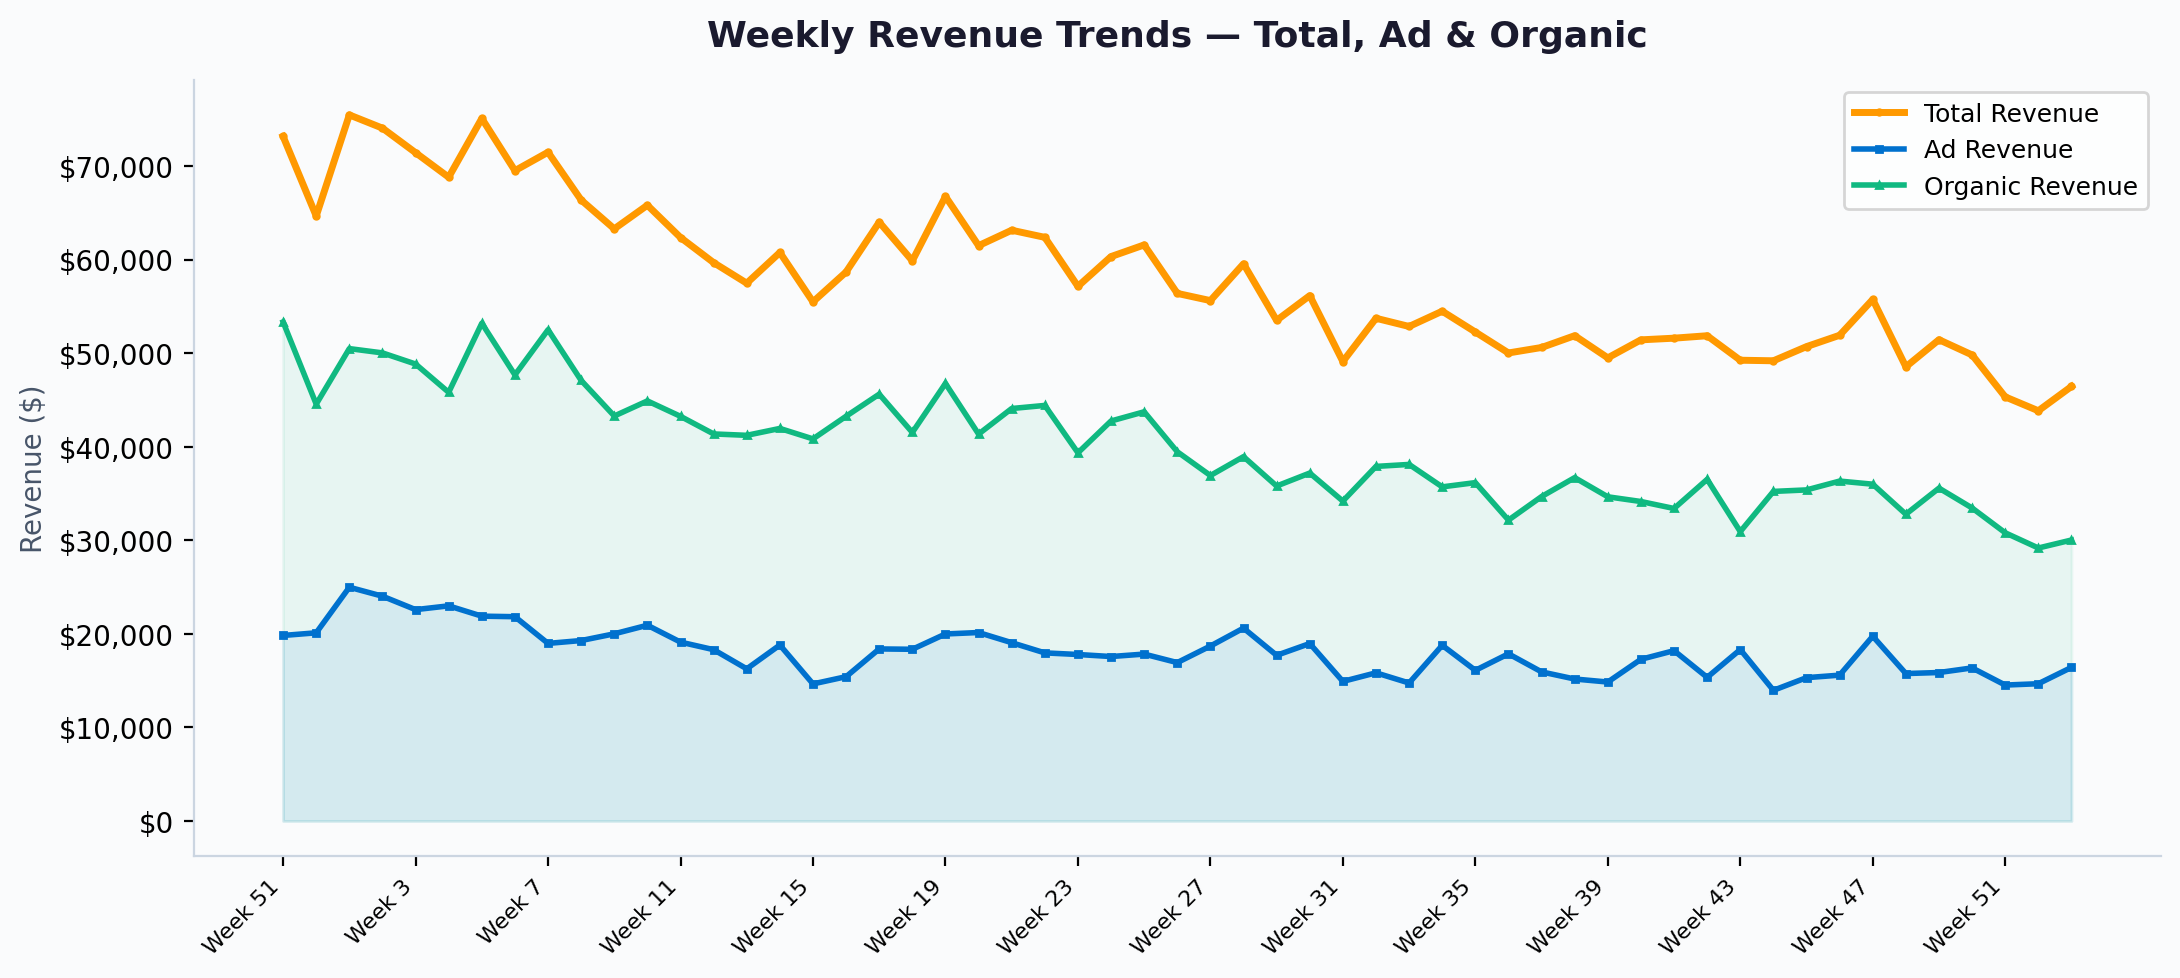 Weekly Revenue Trends — Total, Ad & Organic
Total Revenue
Ad Revenue
Organic Revenue
Revenue ($)
$70,000
$60,000
$50,000
$40,000
$30,000
$20,000
$10,000
$0
Week 51
Week 3
Week 7
Week 11
Week 15
Week 19
Week 23
Week 27
Week 31
Week 35
Week 39
Week 43
Week 47
Week 51